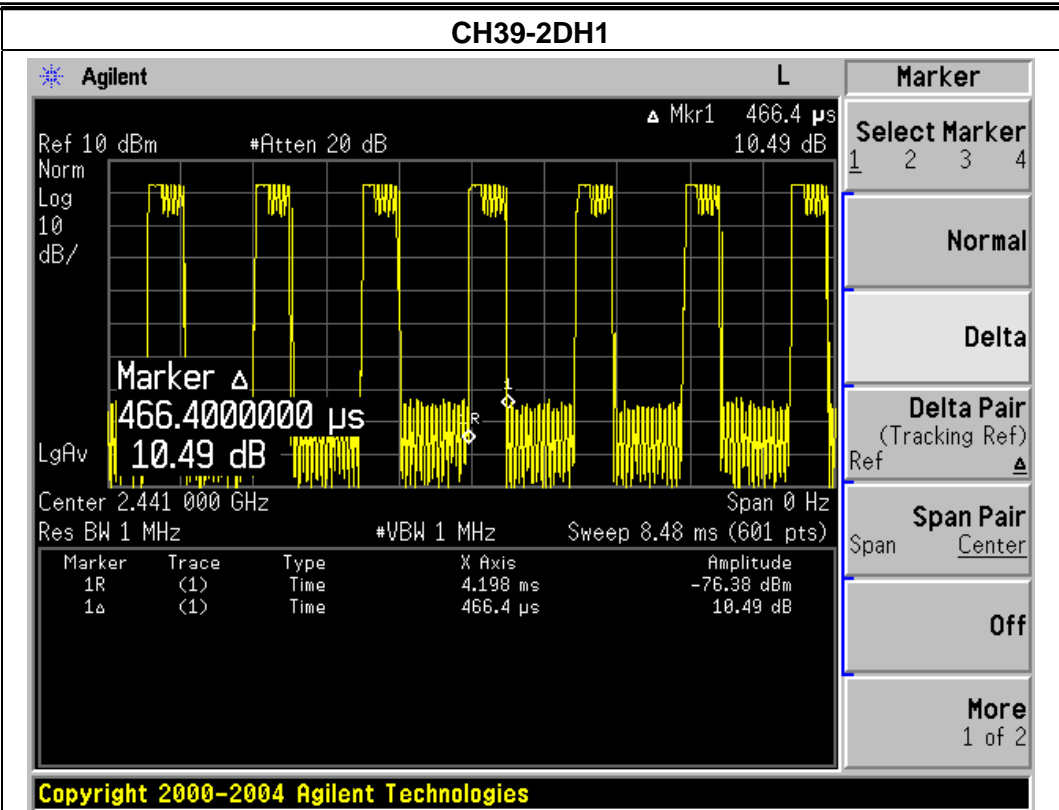 CH39-2DH1
Agilent L
Δ Mkr1 466.4 µs
Ref 10 dBm #Atten 20 dB 10.49 dB
Norm
Log
10
dB/
1
R
Marker Δ
466.4000000 µs
10.49 dB
LgAv
Center 2.441 000 GHz Span 0 Hz
Res BW 1 MHz #VBW 1 MHz Sweep 8.48 ms (601 pts)
Marker Trace Type X Axis Amplitude
1R (1) Time 4.198 ms -76.38 dBm
1Δ (1) Time 466.4 µs 10.49 dB
Marker
Select Marker
1 2 3 4
Normal
Delta
Delta Pair
(Tracking Ref)
Ref Δ
Span Pair
Span Center
Off
More
1 of 2
Copyright 2000-2004 Agilent Technologies